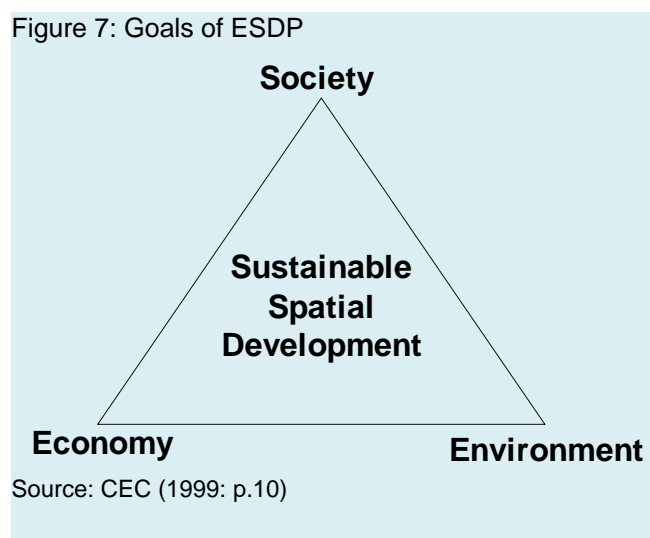 Figure 7: Goals of ESDP
Society
Sustainable
Spatial
Development
Economy
Environment
Source: CEC (1999: p.10)